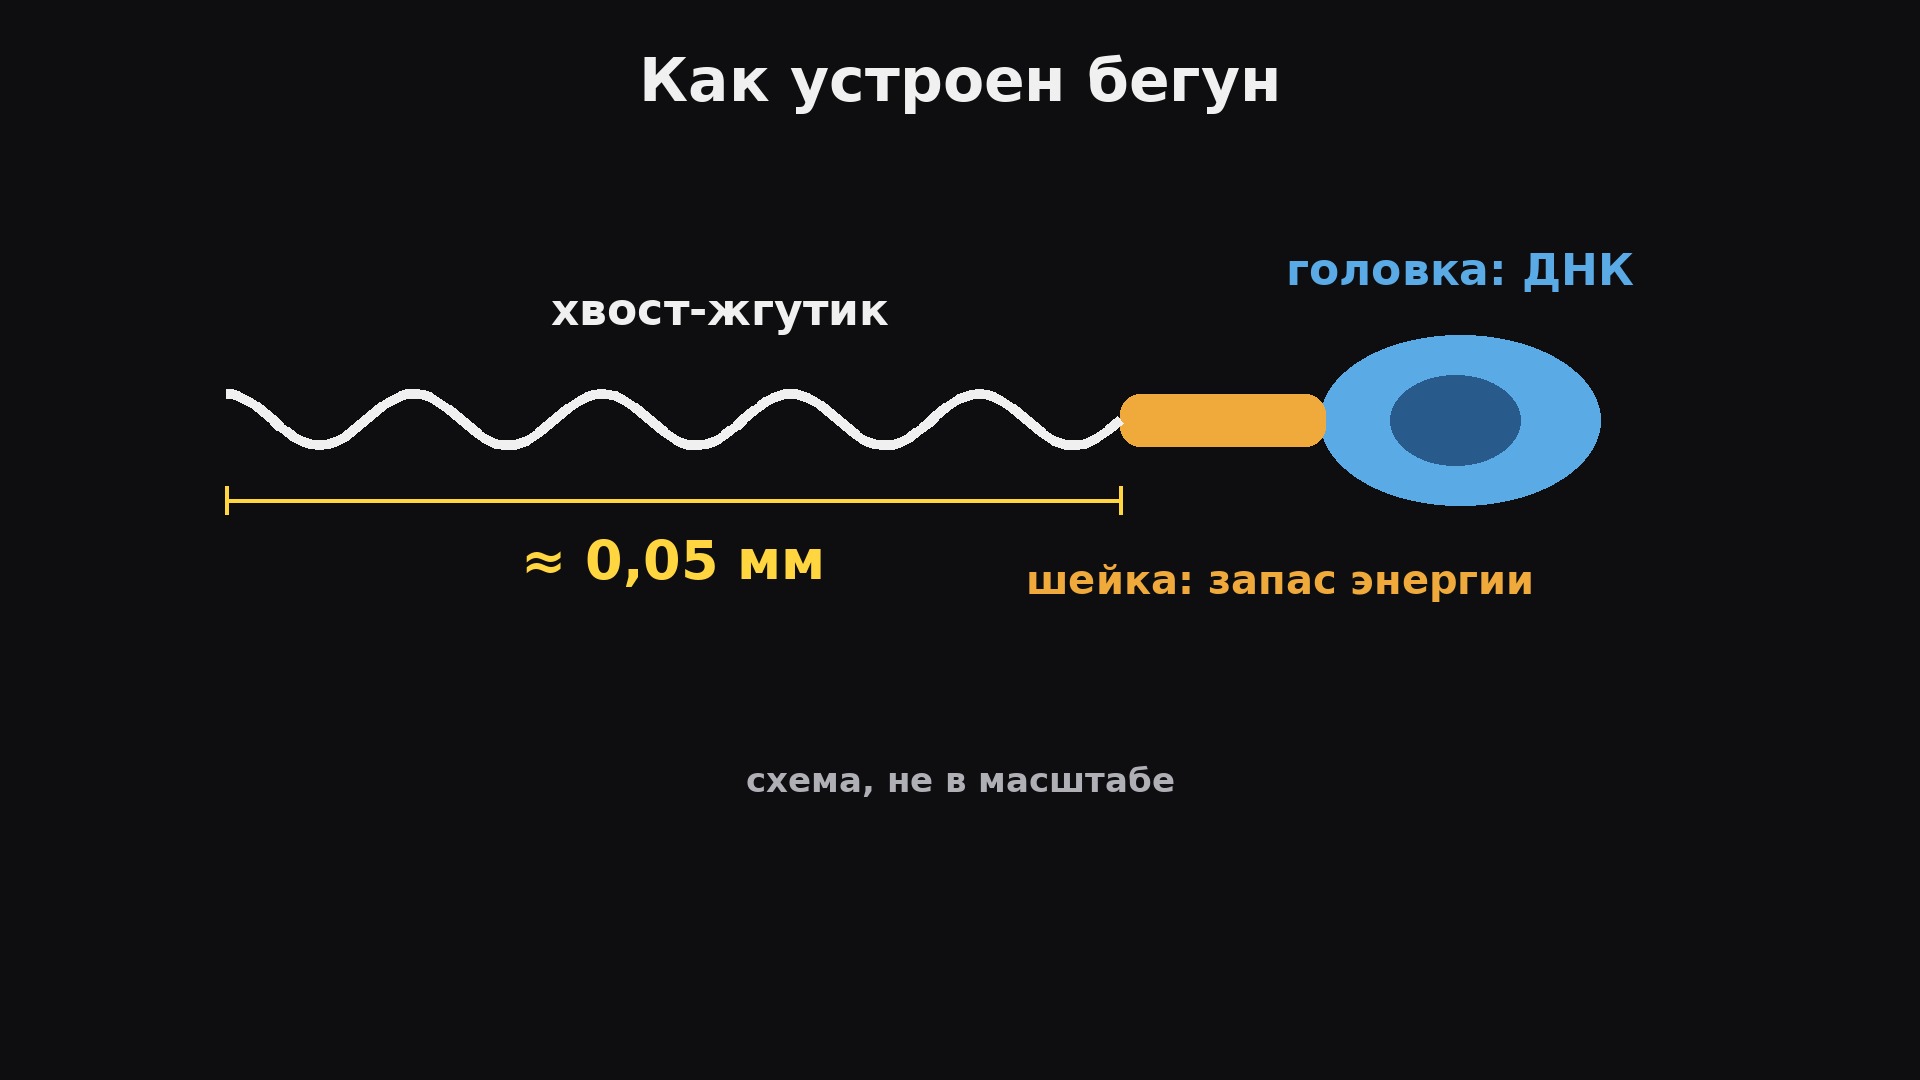 Как устроен бегун
головка: ДНК
хвост-жгутик
≈ 0,05 мм
шейка: запас энергии
схема, не в масштабе